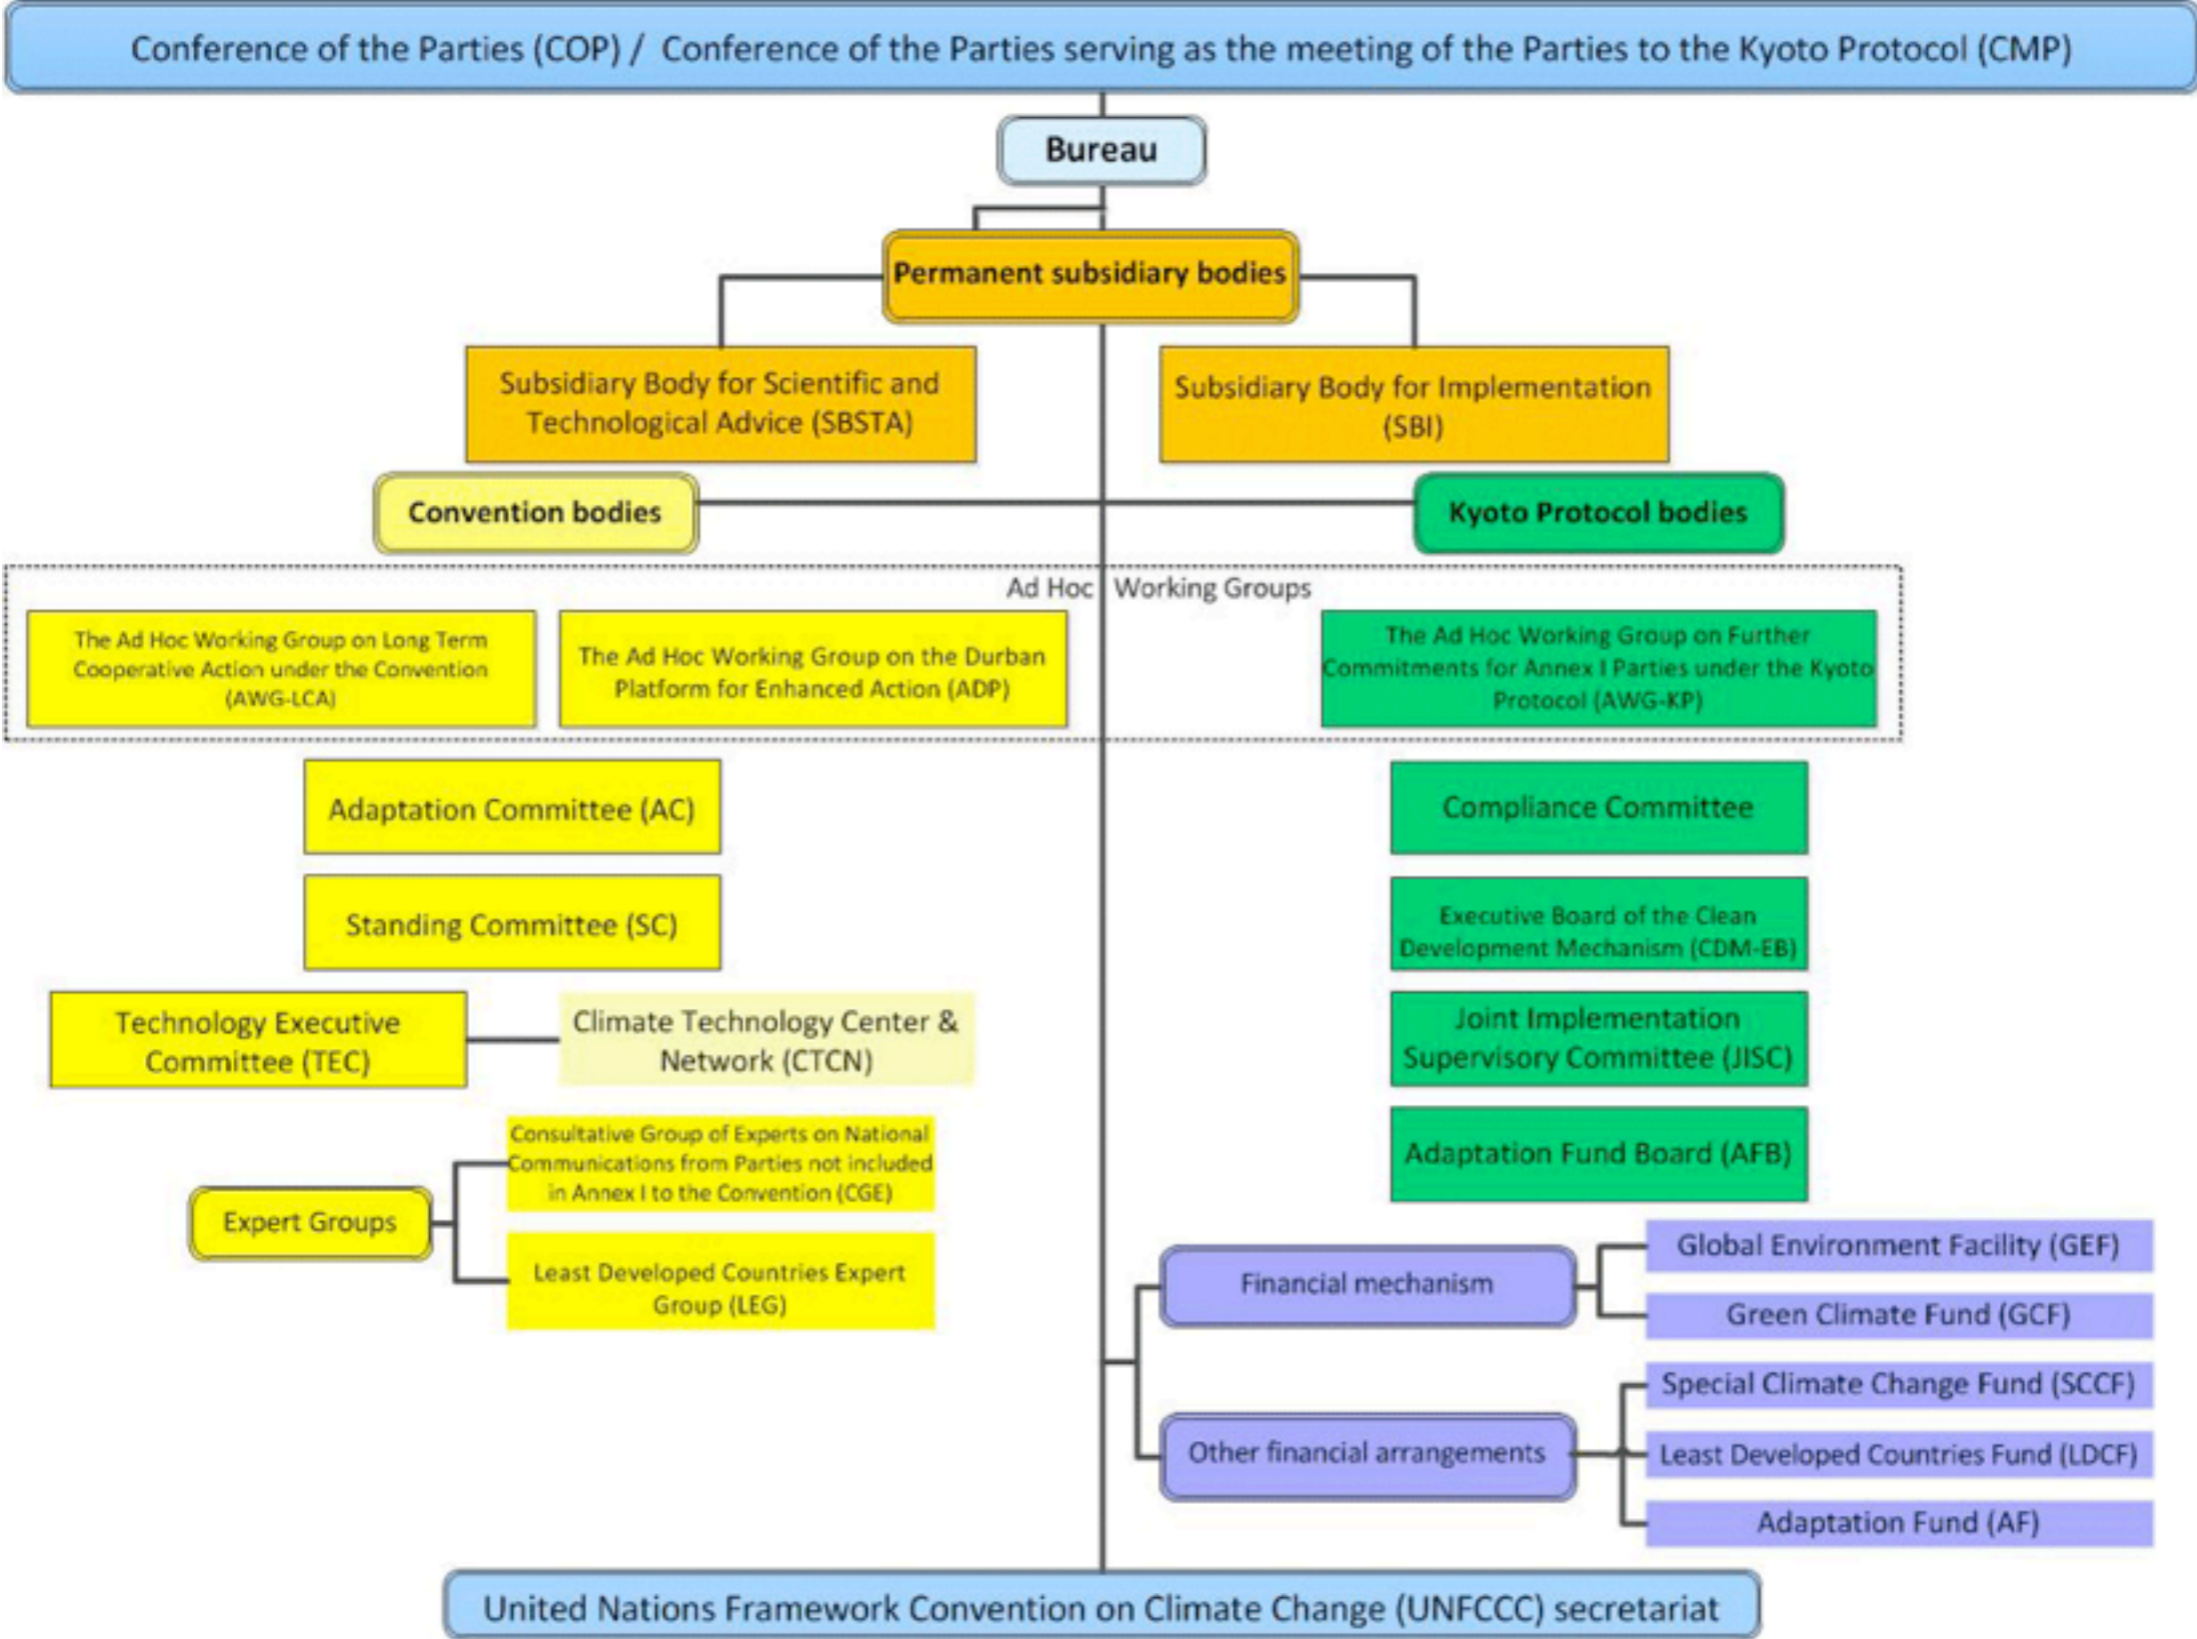 Conference of the Parties (COP) / Conference of the Parties serving as the meeting of the Parties to the Kyoto Protocol (CMP)
Bureau
Permanent subsidiary bodies
Subsidiary Body for Scientific and
Technological Advice (SBSTA)
Subsidiary Body for Implementation
(SBI)
Convention bodies
Kyoto Protocol bodies
Ad Hoc Working Groups
The Ad Hoc Working Group on Long Term
Cooperative Action under the Convention
(AWG-LCA)
The Ad Hoc Working Group on the Durban
Platform for Enhanced Action (ADP)
The Ad Hoc Working Group on Further
Commitments for Annex I Parties under the Kyoto
Protocol (AWG-KP)
Adaptation Committee (AC)
Compliance Committee
Standing Committee (SC)
Executive Board of the Clean
Development Mechanism (CDM-EB)
Technology Executive
Committee (TEC)
Climate Technology Center &
Network (CTCN)
Joint Implementation
Supervisory Committee (JISC)
Adaptation Fund Board (AFB)
Expert Groups
Consultative Group of Experts on National
Communications from Parties not included
in Annex I to the Convention (CGE)
Least Developed Countries Expert
Group (LEG)
Financial mechanism
Global Environment Facility (GEF)
Green Climate Fund (GCF)
Other financial arrangements
Special Climate Change Fund (SCCF)
Least Developed Countries Fund (LDCF)
Adaptation Fund (AF)
United Nations Framework Convention on Climate Change (UNFCCC) secretariat